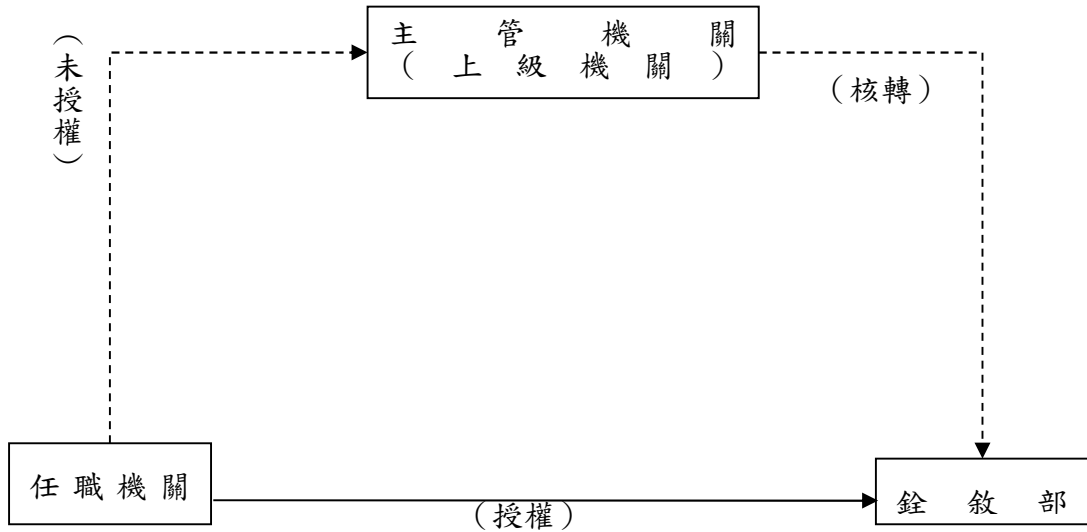 主管機關
(上級機關)
(未授權)
(核轉)
任職機關
(授權)
銓敘部